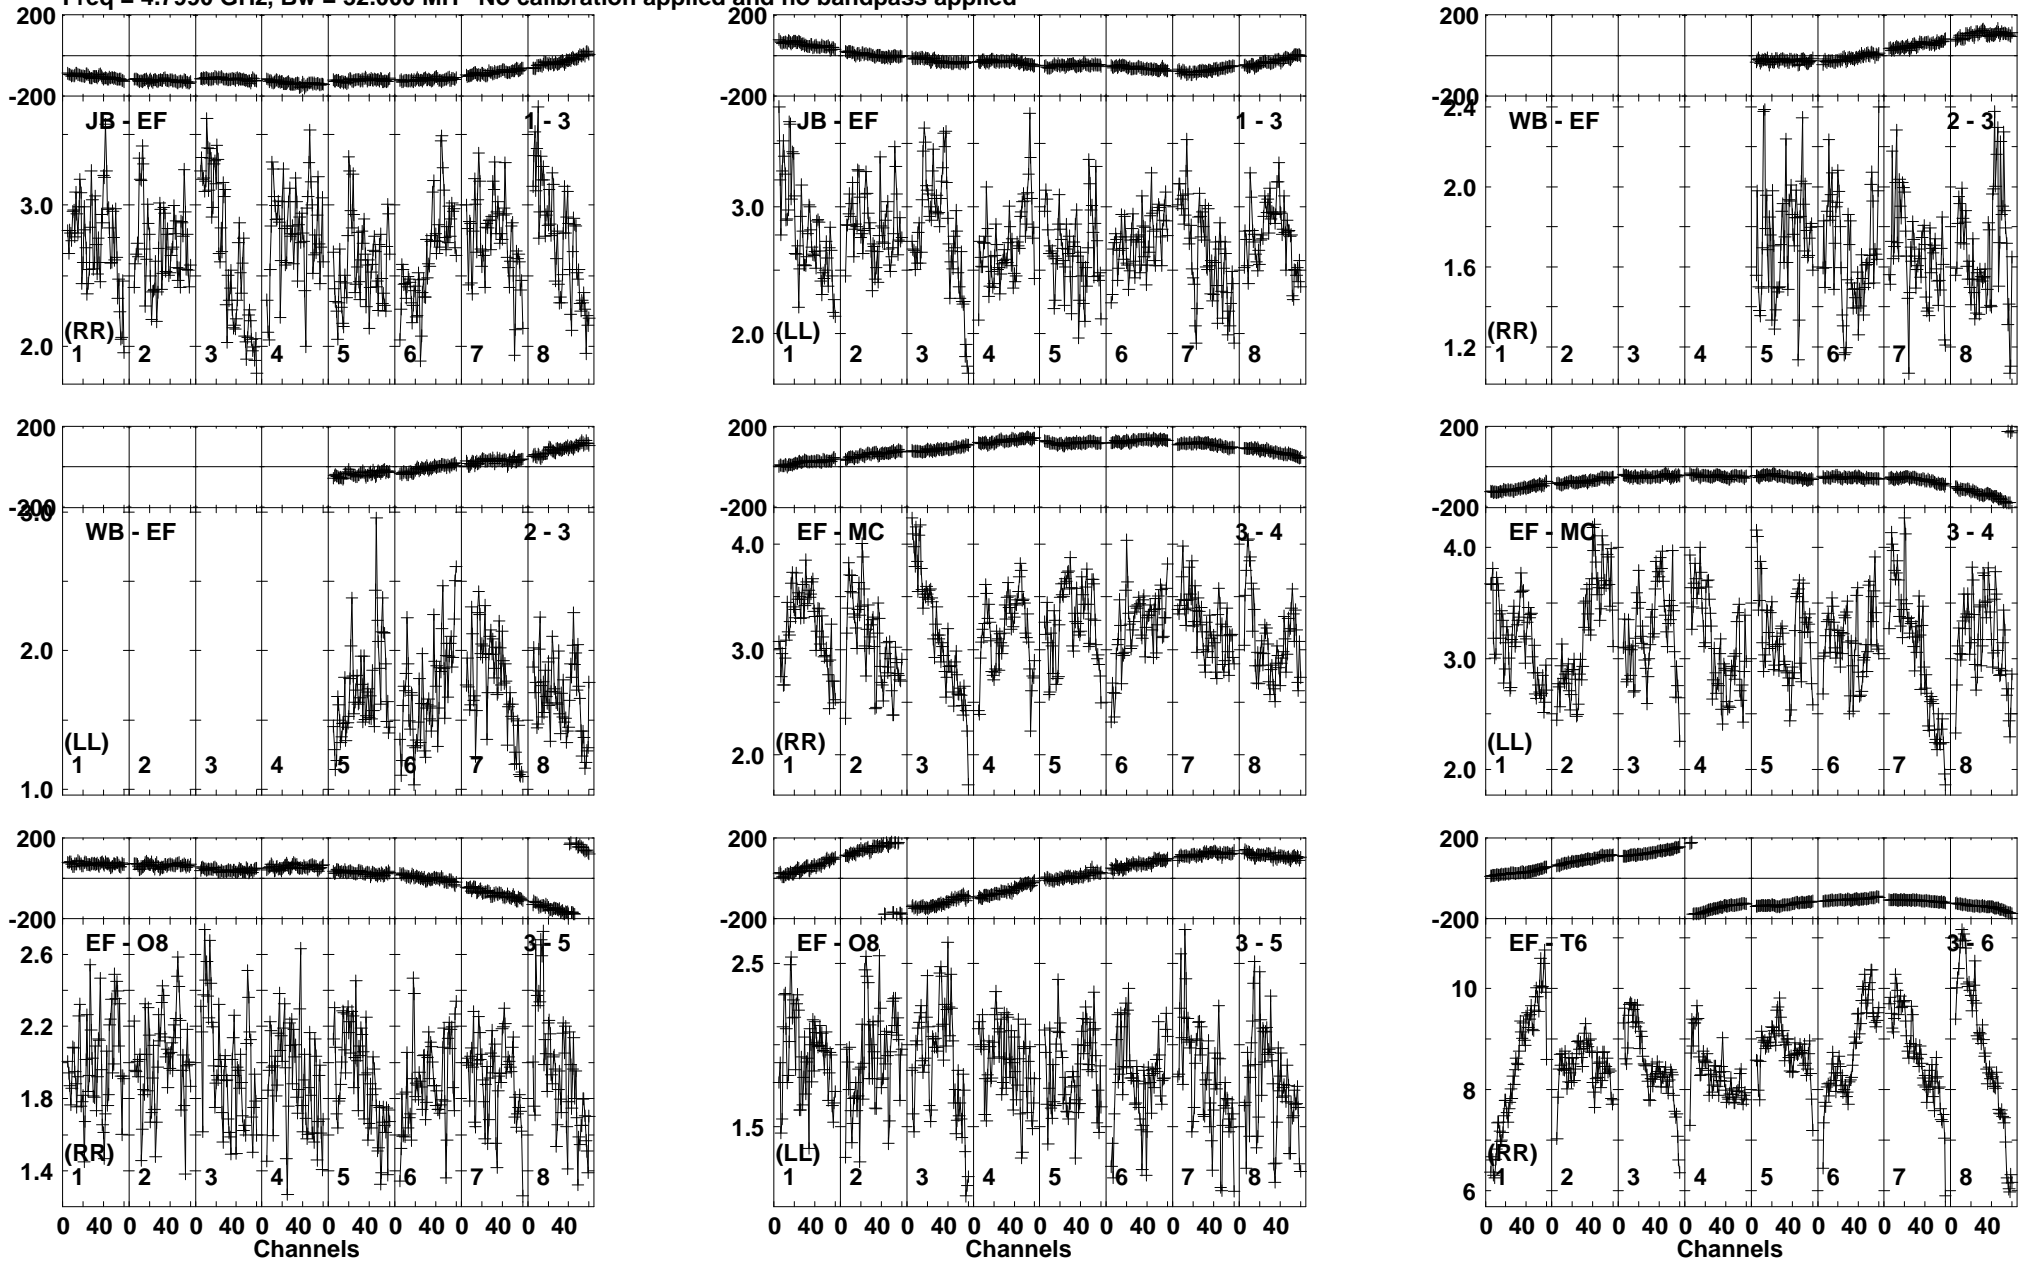 Freq = 4.7990 GHz, Bw = 32.000 MH No calibration applied and no bandpass applied
200 200 200
-200 -200 -200
JB - EF 1 - 3 JB - EF 1 - 3 WB - EF 2 - 3
2.4
3.0 3.0 2.0
1.6
2.0 2.0 1.2
(RR) (LL) (RR)
1 2 3 4 5 6 7 8 1 2 3 4 5 6 7 8 1 2 3 4 5 6 7 8
200 200 200
-200 -200 -200
3.0
WB - EF 2 - 3 EF - MC 3 - 4 EF - MC 3 - 4
4.0 4.0
2.0 3.0 3.0
1.0 2.0 2.0
(LL) (RR) (LL)
1 2 3 4 5 6 7 8 1 2 3 4 5 6 7 8 1 2 3 4 5 6 7 8
200 200 200
-200 -200 -200
EF - O8 3 - 5 EF - O8 3 - 5 EF - T6 3 - 6
2.6 2.5 10
2.2
1.8 8
1.4 1.5 6
(RR) (LL) (RR)
1 2 3 4 5 6 7 8 1 2 3 4 5 6 7 8 1 2 3 4 5 6 7 8
0 40 0 40 0 40 0 40 0 40 0 40 0 40 0 40 0 40 0 40 0 40 0 40 0 40 0 40 0 40 0 40 0 40 0 40 0 40 0 40 0 40 0 40 0 40 0 40
Channels Channels Channels